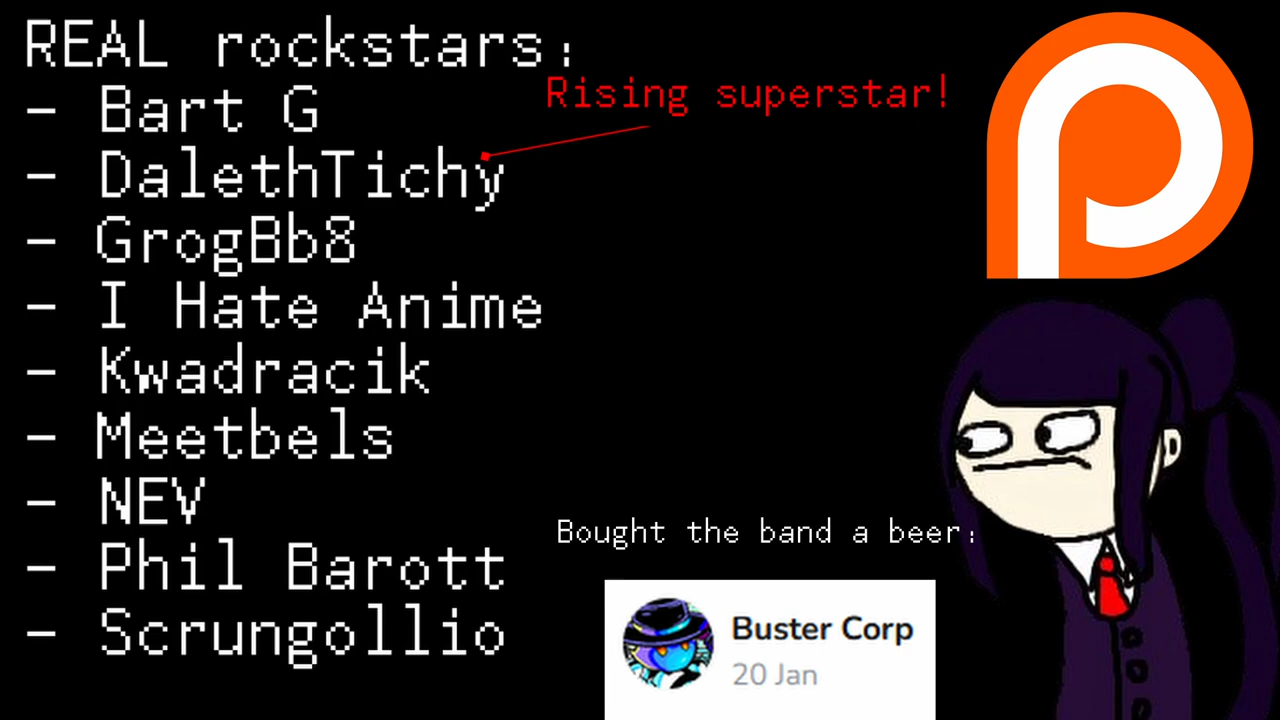 REAL rockstars:
Rising superstar!
- Bart G
- DalethTichy
- GrogBb8
- I Hate Anime
- Kwadracik
- Meetbels
- NEV
- Phil Barott
- Scrungollio
Bought the band a beer:
Buster Corp
20 Jan